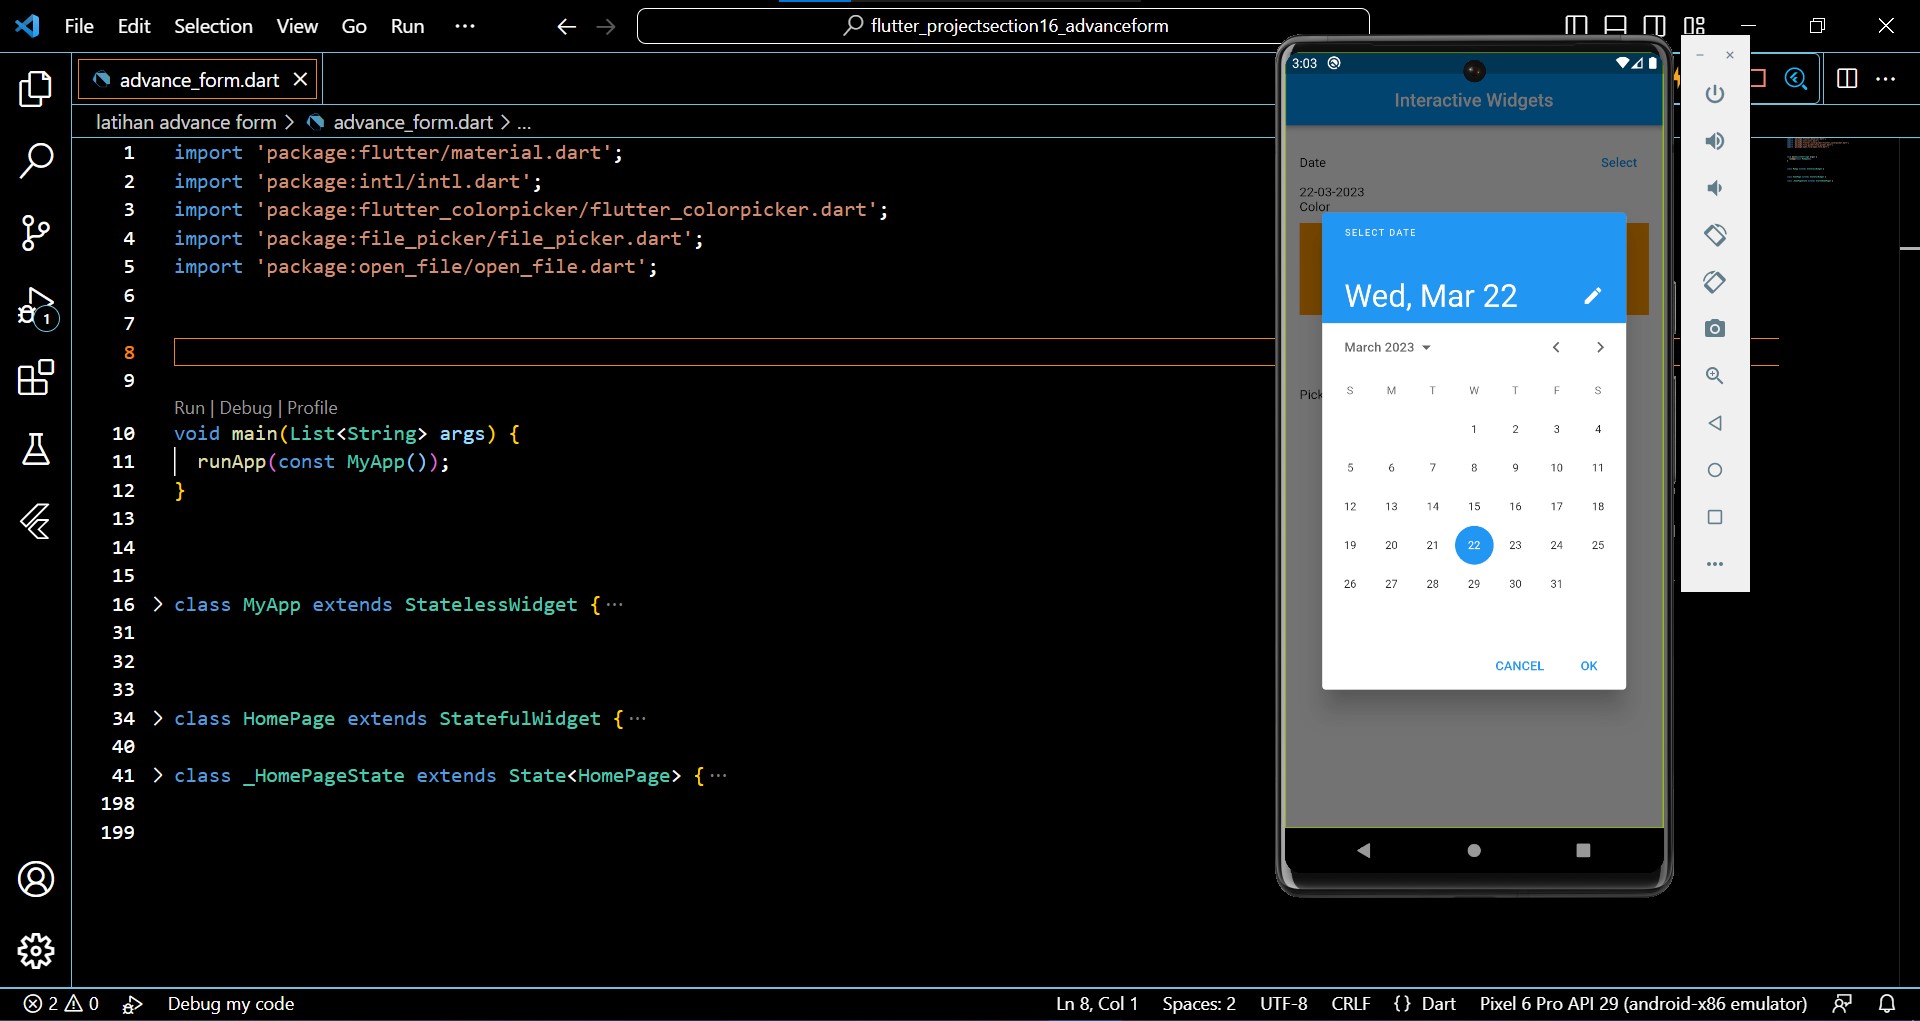 File Edit Selection View Go Run ···
flutter_projectsection16_advanceform
advance_form.dart
latihan advance form > advance_form.dart > ...
1 import 'package:flutter/material.dart';
2 import 'package:intl/intl.dart';
3 import 'package:flutter_colorpicker/flutter_colorpicker.dart';
4 import 'package:file_picker/file_picker.dart';
5 import 'package:open_file/open_file.dart';
6
7
8
9
Run | Debug | Profile
10 void main(List<String> args) {
11 runApp(const MyApp());
12 }
13
14
15
16 > class MyApp extends StatelessWidget {···
31
32
33
34 > class HomePage extends StatefulWidget {···
40
41 > class _HomePageState extends State<HomePage> {···
198
199
1
3:03
Interactive Widgets
Date Select
22-03-2023
Color
SELECT DATE
Wed, Mar 22
March 2023
S M T W T F S
1 2 3 4
5 6 7 8 9 10 11
12 13 14 15 16 17 18
19 20 21 22 23 24 25
26 27 28 29 30 31
Pick
CANCEL OK
2 0 Debug my code Ln 8, Col 1 Spaces: 2 UTF-8 CRLF {} Dart Pixel 6 Pro API 29 (android-x86 emulator)